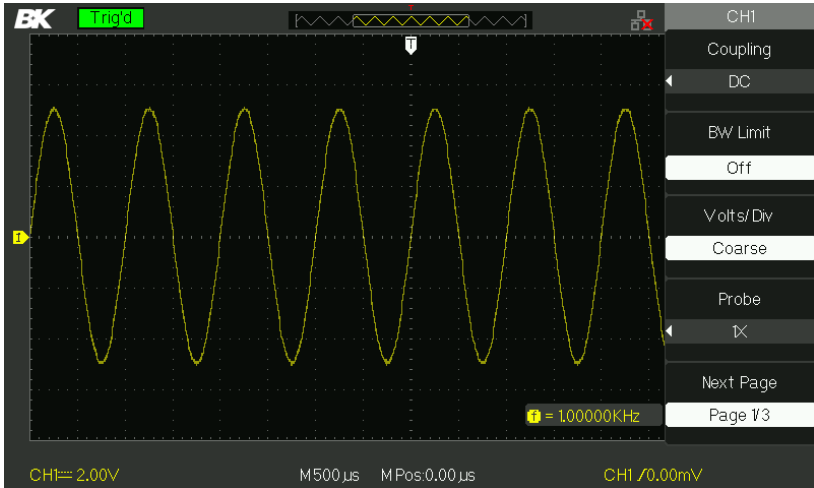 BK Trig'd T CH1
T
Coupling
DC
BW Limit
Off
Volts/Div
Coarse
1
Probe
1X
Next Page
f = 1.00000KHz Page 1/3
CH1 2.00V M 500µs M Pos:0.00µs CH1 / 0.00mV